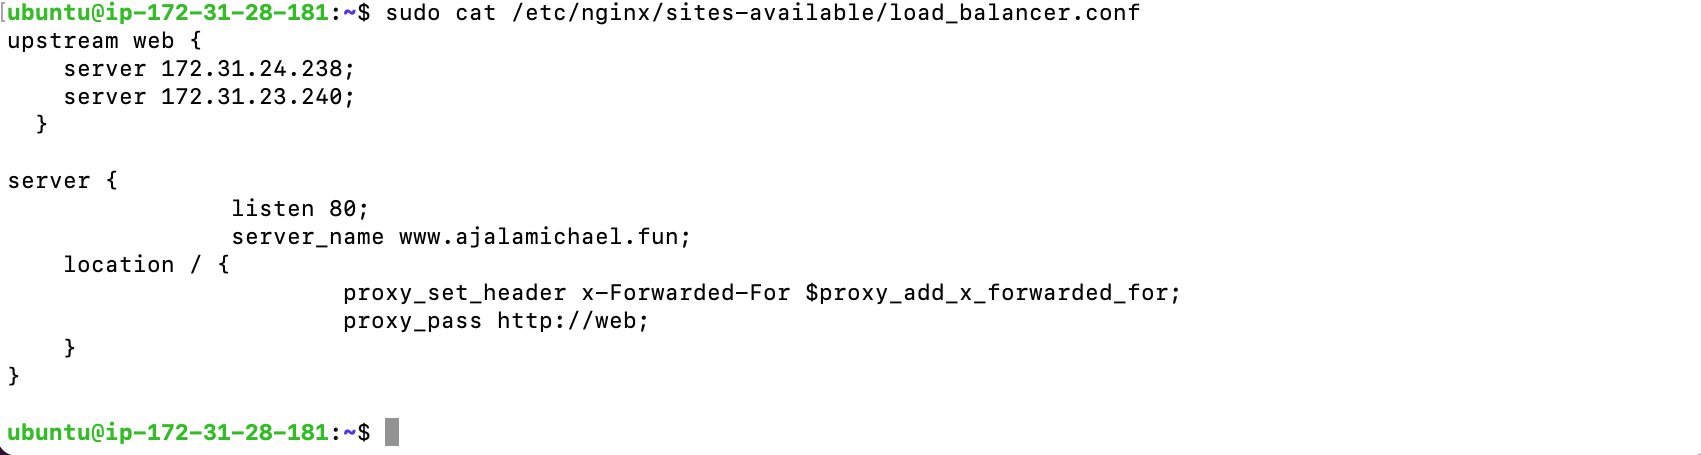 ubuntu@ip-172-31-28-181:~$ sudo cat /etc/nginx/sites-available/load_balancer.conf
upstream web {
    server 172.31.24.238;
    server 172.31.23.240;
  }

server {
                listen 80;
                server_name www.ajalamichael.fun;
    location / {
                        proxy_set_header x-Forwarded-For $proxy_add_x_forwarded_for;
                        proxy_pass http://web;
    }
}

ubuntu@ip-172-31-28-181:~$